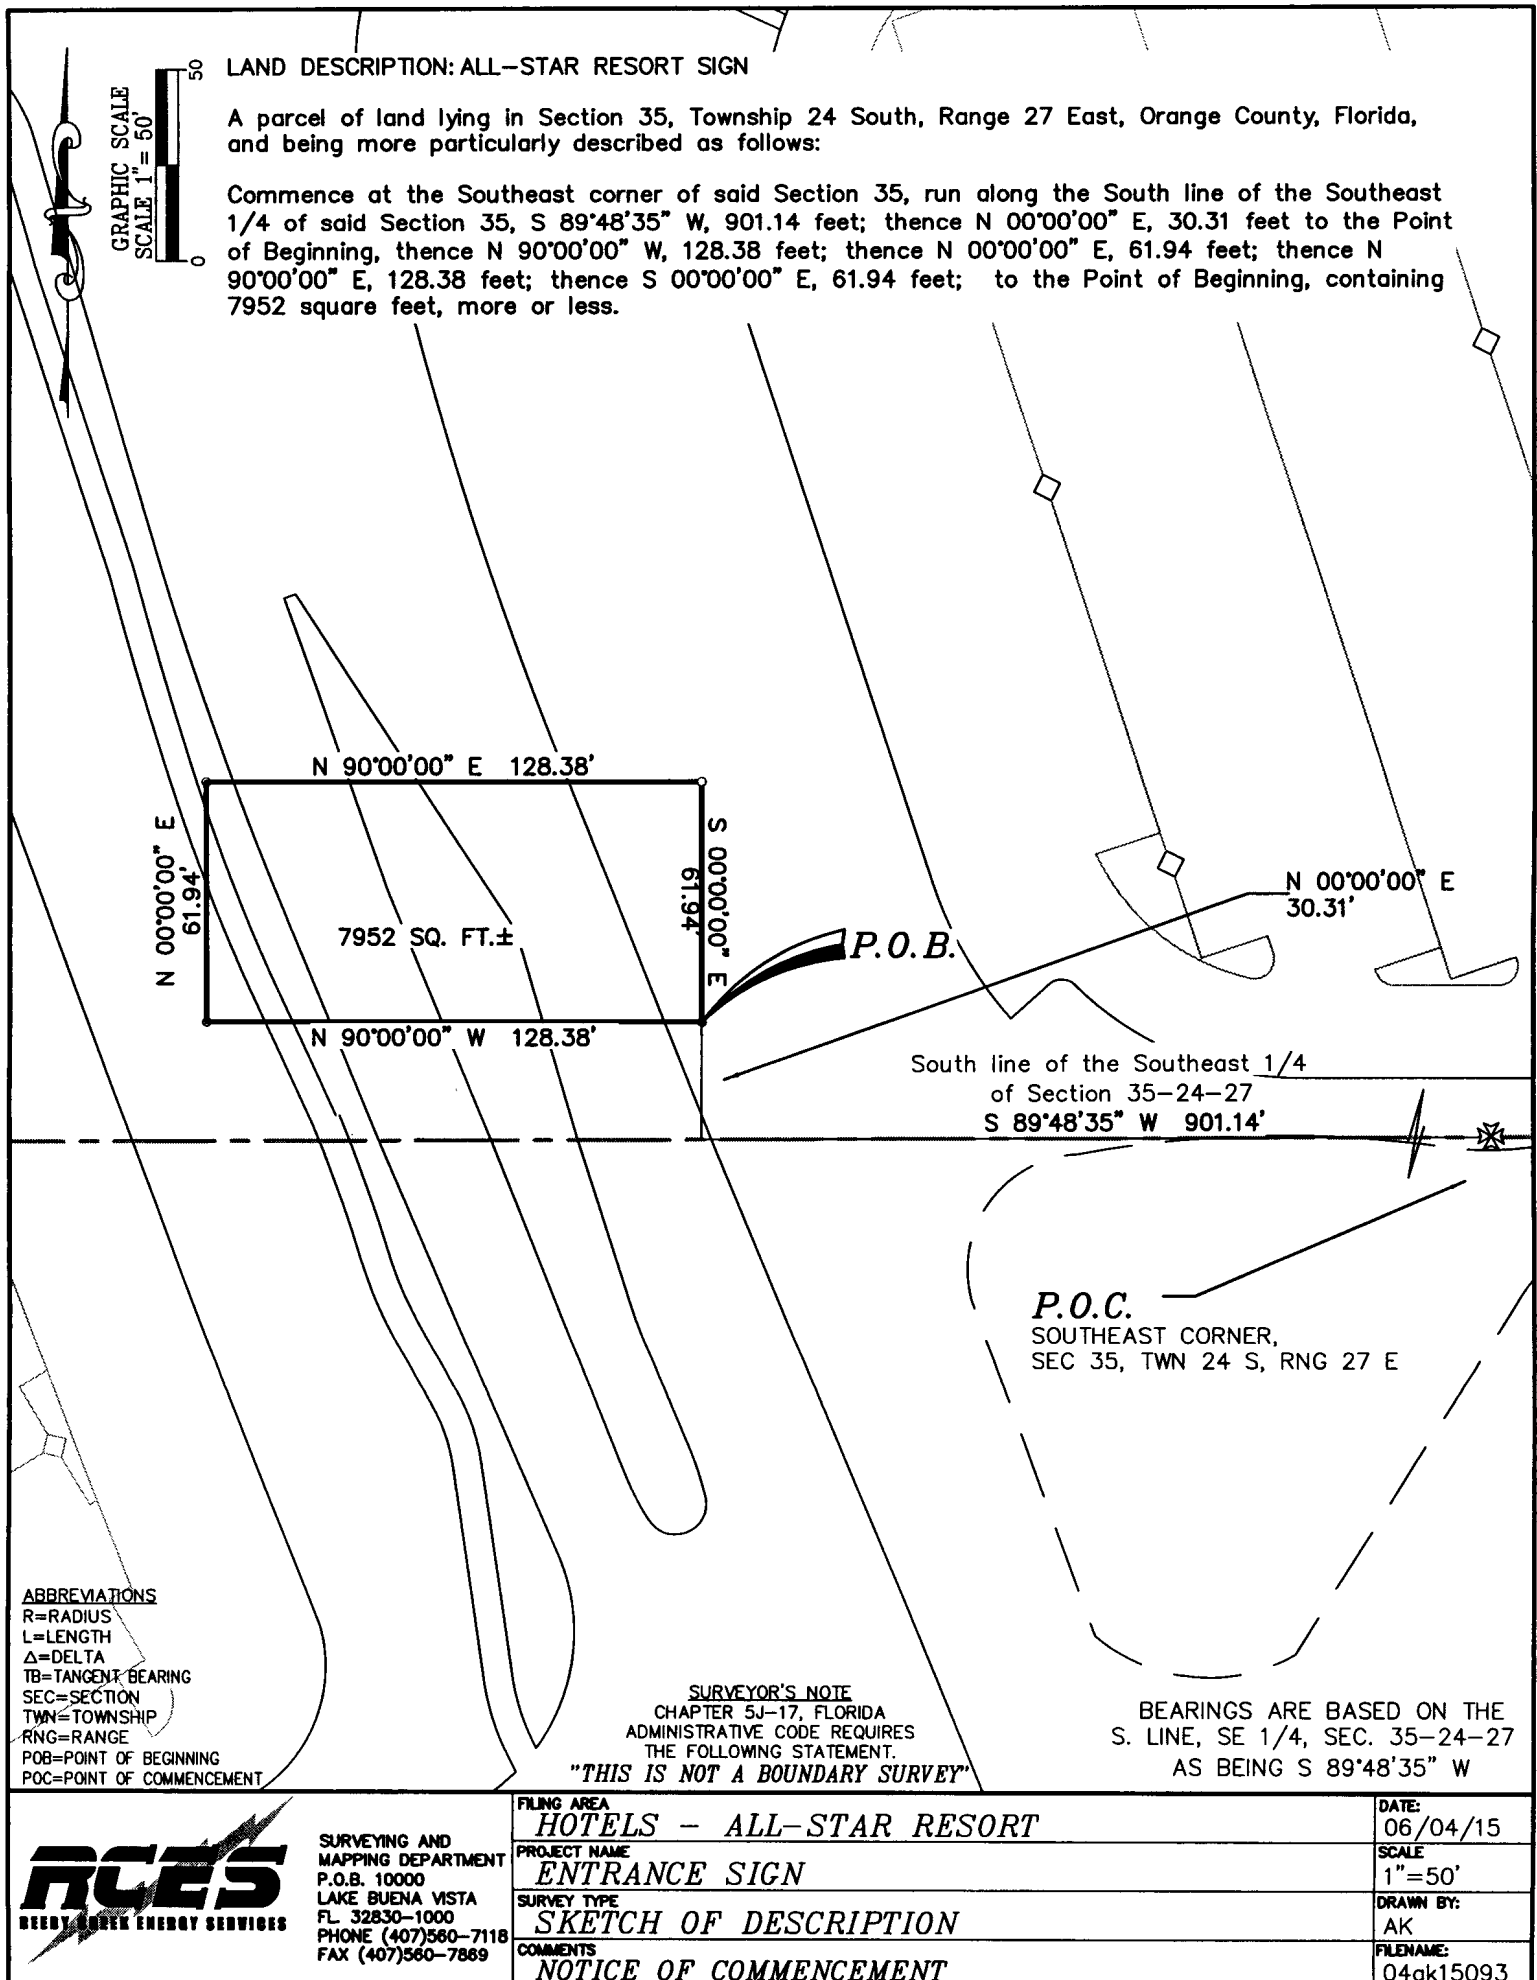 LAND DESCRIPTION: ALL-STAR RESORT SIGN
A parcel of land lying in Section 35, Township 24 South, Range 27 East, Orange County, Florida,
and being more particularly described as follows:
Commence at the Southeast corner of said Section 35, run along the South line of the Southeast
1/4 of said Section 35, S 89°48'35" W, 901.14 feet; thence N 00°00'00" E, 30.31 feet to the Point
of Beginning, thence N 90°00'00" W, 128.38 feet; thence N 00°00'00" E, 61.94 feet; thence N
90°00'00" E, 128.38 feet; thence S 00°00'00" E, 61.94 feet; to the Point of Beginning, containing
7952 square feet, more or less.
GRAPHIC SCALE
SCALE 1"= 50'
0
50
N 90°00'00" E 128.38'
N 00°00'00" E
61.94'
S 00°00'00" E
61.94'
7952 SQ. FT.±
N 90°00'00" W 128.38'
P.O.B.
N 00°00'00" E
30.31'
South line of the Southeast 1/4
of Section 35-24-27
S 89°48'35" W 901.14'
P.O.C.
SOUTHEAST CORNER,
SEC 35, TWN 24 S, RNG 27 E
ABBREVIATIONS
R=RADIUS
L=LENGTH
Δ=DELTA
TB=TANGENT BEARING
SEC=SECTION
TWN=TOWNSHIP
RNG=RANGE
POB=POINT OF BEGINNING
POC=POINT OF COMMENCEMENT
SURVEYOR'S NOTE
CHAPTER 5J-17, FLORIDA
ADMINISTRATIVE CODE REQUIRES
THE FOLLOWING STATEMENT.
"THIS IS NOT A BOUNDARY SURVEY"
BEARINGS ARE BASED ON THE
S. LINE, SE 1/4, SEC. 35-24-27
AS BEING S 89°48'35" W
RCES
REEDY CREEK ENERGY SERVICES
SURVEYING AND
MAPPING DEPARTMENT
P.O.B. 10000
LAKE BUENA VISTA
FL 32830-1000
PHONE (407)560-7118
FAX (407)560-7869
FILING AREA
HOTELS - ALL-STAR RESORT
PROJECT NAME
ENTRANCE SIGN
SURVEY TYPE
SKETCH OF DESCRIPTION
COMMENTS
NOTICE OF COMMENCEMENT
DATE:
06/04/15
SCALE
1"=50'
DRAWN BY:
AK
FILENAME:
04ak15093